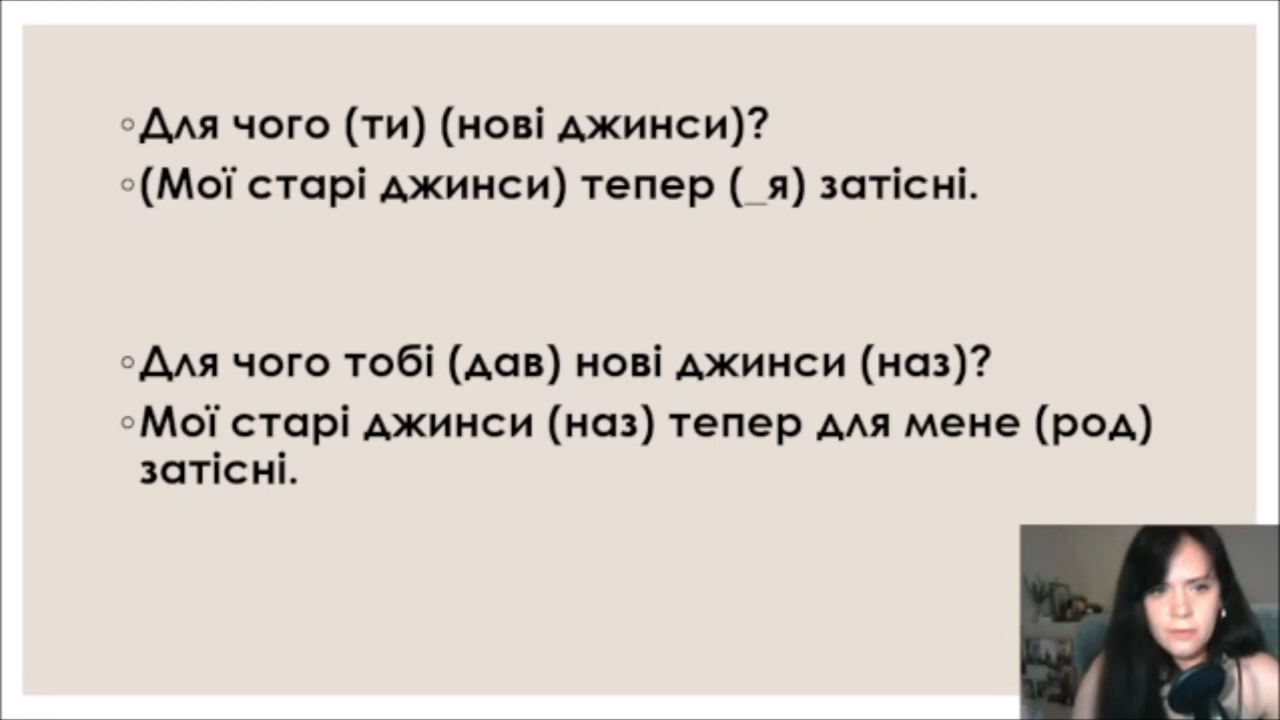 ◦Для чого (ти) (нові джинси)?
◦(Мої старі джинси) тепер (_я) затісні.
◦Для чого тобі (дав) нові джинси (наз)?
◦Мої старі джинси (наз) тепер для мене (род)
затісні.